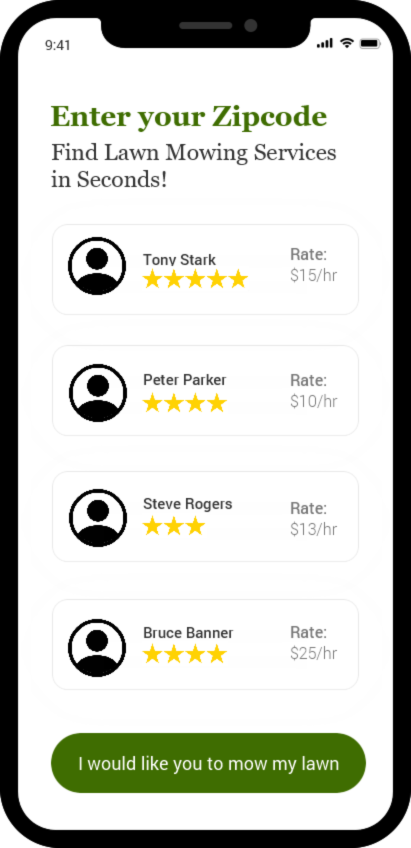 9:41
Enter your Zipcode
Find Lawn Mowing Services
in Seconds!
Tony Stark
Rate:
$15/hr
Peter Parker
Rate:
$10/hr
Steve Rogers
Rate:
$13/hr
Bruce Banner
Rate:
$25/hr
I would like you to mow my lawn